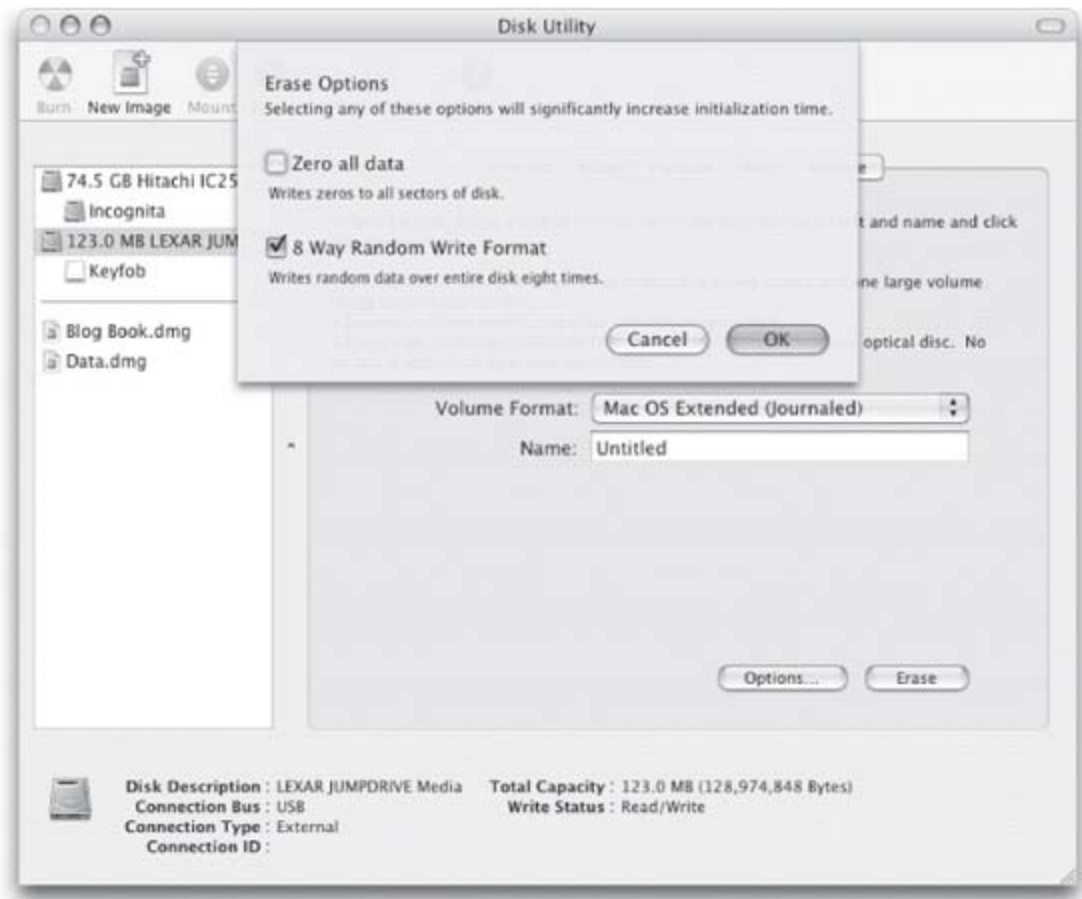 Disk Utility
Burn New Image Mount
Erase Options
Selecting any of these options will significantly increase initialization time.
Zero all data
Writes zeros to all sectors of disk.
8 Way Random Write Format
Writes random data over entire disk eight times.
Cancel OK
74.5 GB Hitachi IC25
Incognita
123.0 MB LEXAR JUM
Keyfob
Blog Book.dmg
Data.dmg
and name and click
large volume
optical disc. No
Volume Format: Mac OS Extended (Journaled)
Name: Untitled
Options... Erase
Disk Description : LEXAR JUMPDRIVE Media
Connection Bus : USB
Connection Type : External
Connection ID :
Total Capacity : 123.0 MB (128,974,848 Bytes)
Write Status : Read/Write